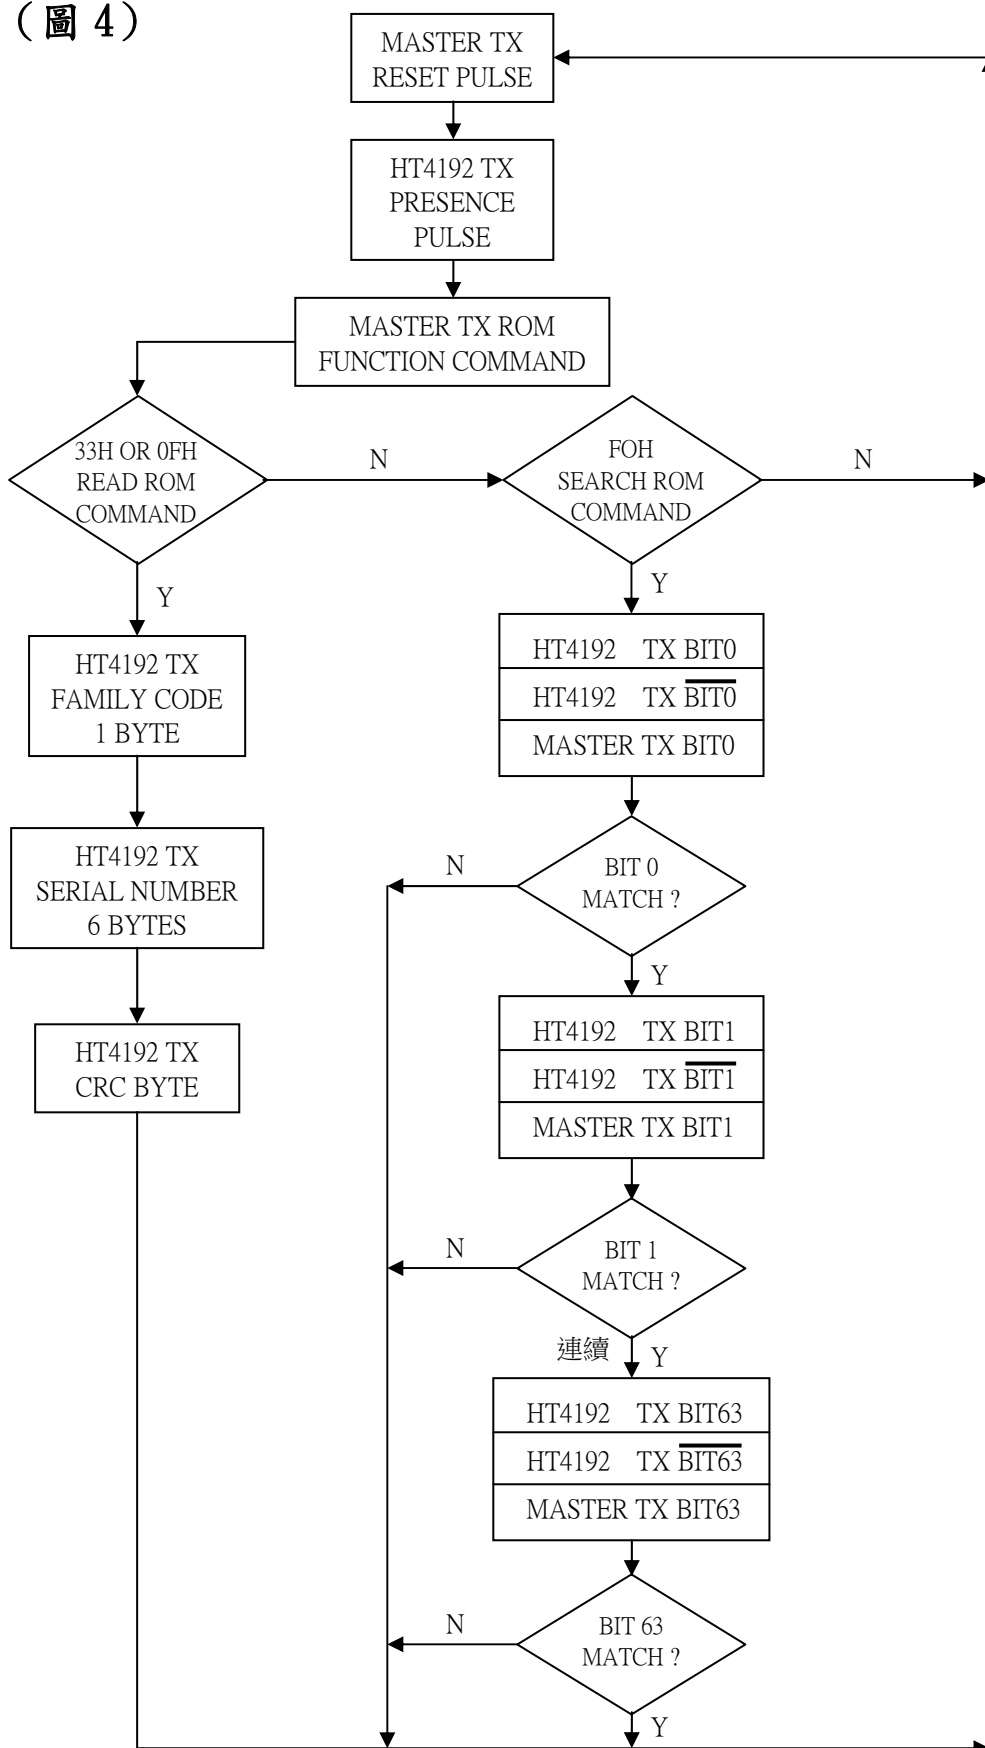 (圖 4)
MASTER TX
RESET PULSE
HT4192 TX
PRESENCE
PULSE
MASTER TX ROM
FUNCTION COMMAND
33H OR 0FH
READ ROM
COMMAND
N
FOH
SEARCH ROM
COMMAND
N
Y
HT4192 TX
FAMILY CODE
1 BYTE
HT4192 TX
SERIAL NUMBER
6 BYTES
HT4192 TX
CRC BYTE
Y
HT4192 TX BIT0
HT4192 TX B̅I̅T̅0̅
MASTER TX BIT0
BIT 0
MATCH ?
N
Y
HT4192 TX BIT1
HT4192 TX B̅I̅T̅1̅
MASTER TX BIT1
BIT 1
MATCH ?
N
連續 Y
HT4192 TX BIT63
HT4192 TX B̅I̅T̅6̅3̅
MASTER TX BIT63
BIT 63
MATCH ?
N
Y